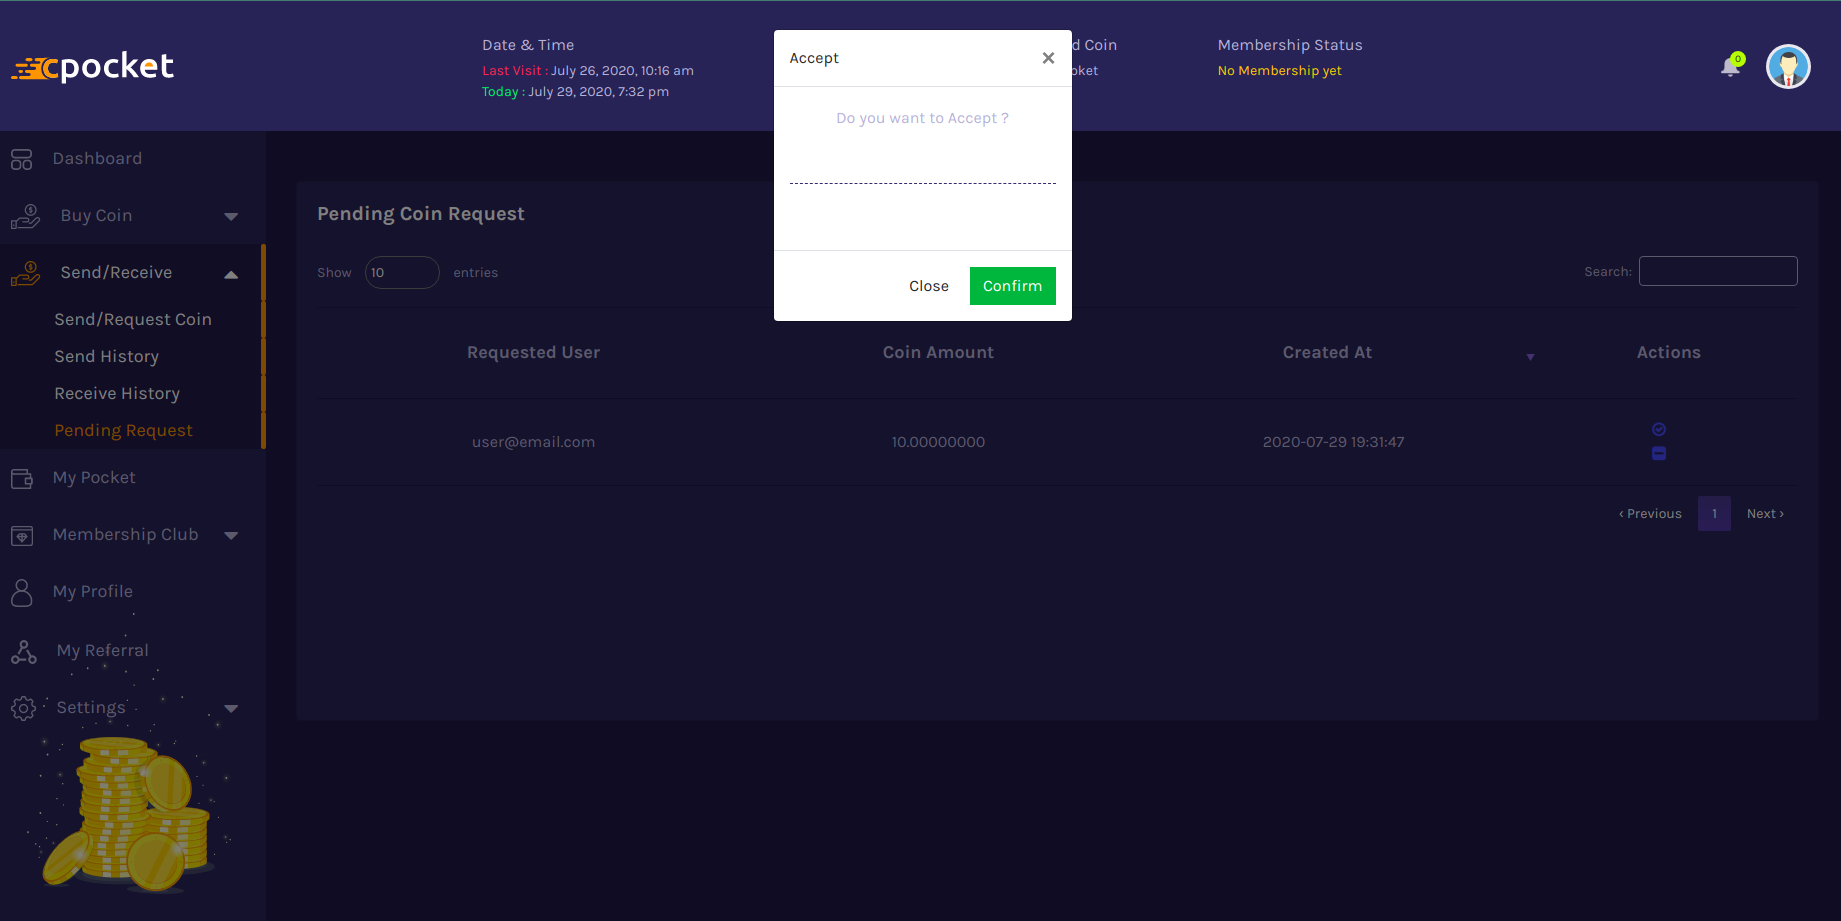 cpocket
Date & Time
Last Visit : July 26, 2020, 10:16 am
Today : July 29, 2020, 7:32 pm
d Coin
Membership Status
No Membership yet
0
Accept
×
Do you want to Accept ?
Close
Confirm
Dashboard
Buy Coin
Send/Receive
Send/Request Coin
Send History
Receive History
Pending Request
My Pocket
Membership Club
My Profile
My Referral
Settings
Pending Coin Request
Show 10 entries
Search:
Requested User Coin Amount Created At Actions
user@email.com 10.00000000 2020-07-29 19:31:47
‹ Previous 1 Next ›